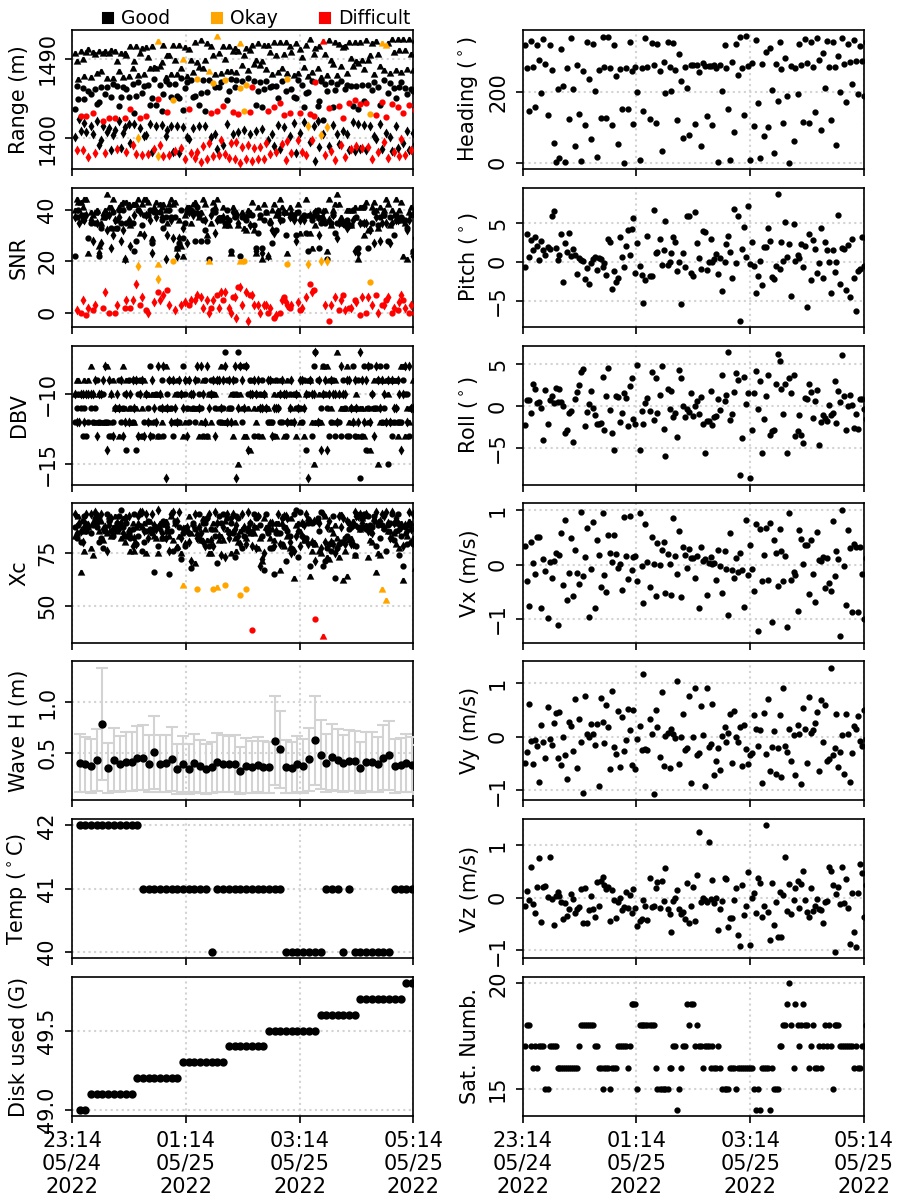 Good Okay Difficult
Range (m)
1490
1400
Heading (°)
200
0
SNR
40
20
0
Pitch (°)
5
0
−5
DBV
−10
−15
Roll (°)
5
0
−5
Xc
75
50
Vx (m/s)
1
0
−1
Wave H (m)
1.0
0.5
Vy (m/s)
1
0
−1
Temp (°C)
42
41
40
Vz (m/s)
1
0
−1
Disk used (G)
49.5
49.0
Sat. Numb.
20
15
23:14 01:14 03:14 05:14
05/24 05/25 05/25 05/25
2022 2022 2022 2022
23:14 01:14 03:14 05:14
05/24 05/25 05/25 05/25
2022 2022 2022 2022